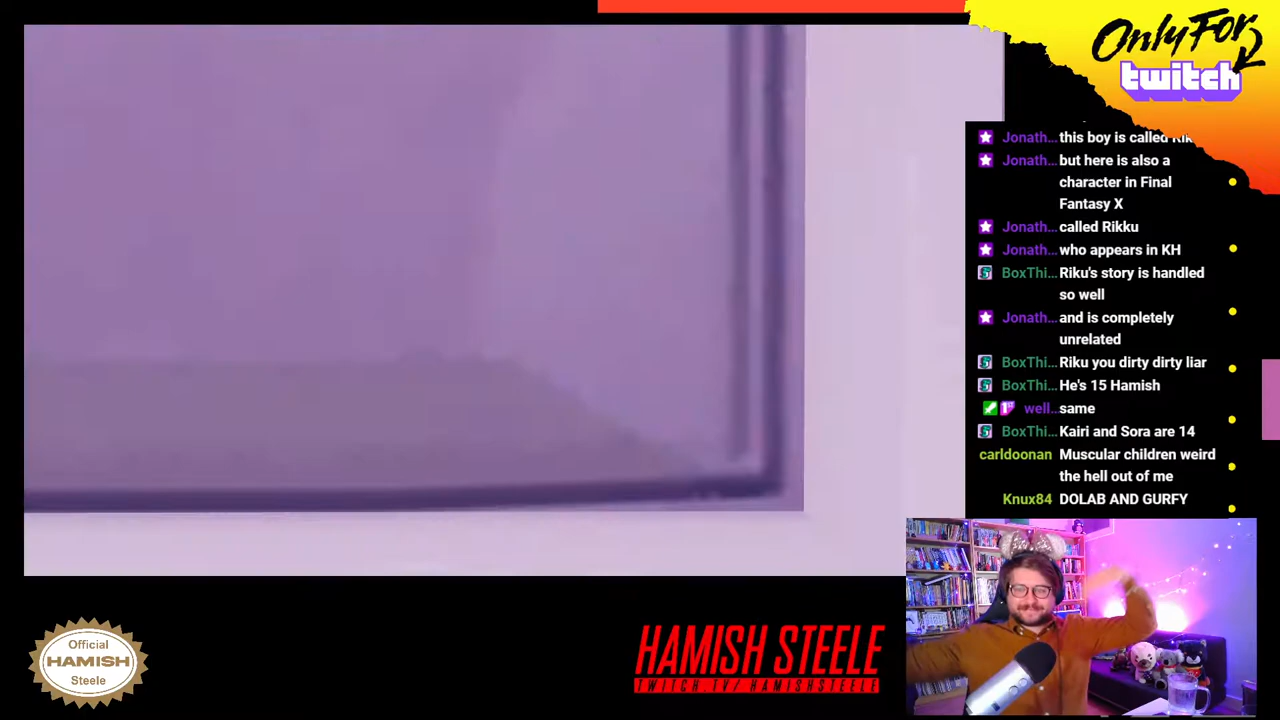 OnlyFor
twitch
Jonath... this boy is called Rik
Jonath... but here is also a
character in Final
Fantasy X
Jonath... called Rikku
Jonath... who appears in KH
BoxThi... Riku's story is handled
so well
Jonath... and is completely
unrelated
BoxThi... Riku you dirty dirty liar
BoxThi... He's 15 Hamish
well... same
BoxThi... Kairi and Sora are 14
carldoonan Muscular children weird
the hell out of me
Knux84 DOLAB AND GURFY
Official
HAMISH
Steele
HAMISH STEELE
TWITCH.TV/HAMISHSTEELE